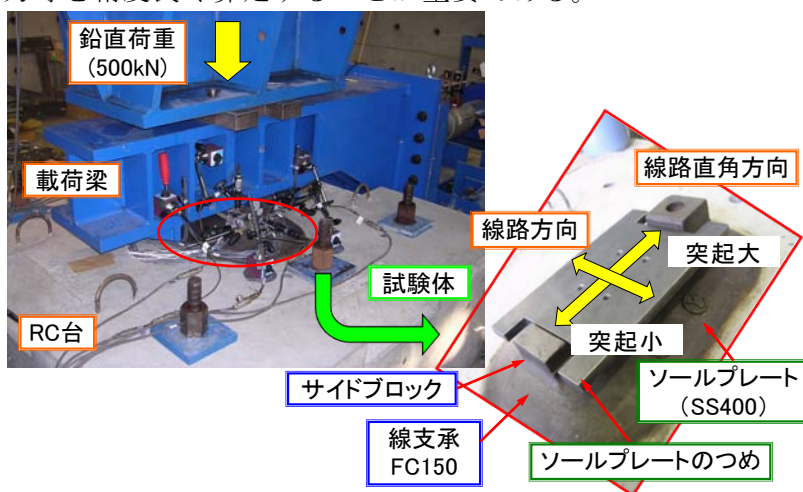 鉛直荷重
(500kN)
載荷梁
RC台
試験体
線路直角方向
線路方向
突起大
突起小
サイドブロック
線支承
FC150
ソールプレート
(SS400)
ソールプレートのつめ